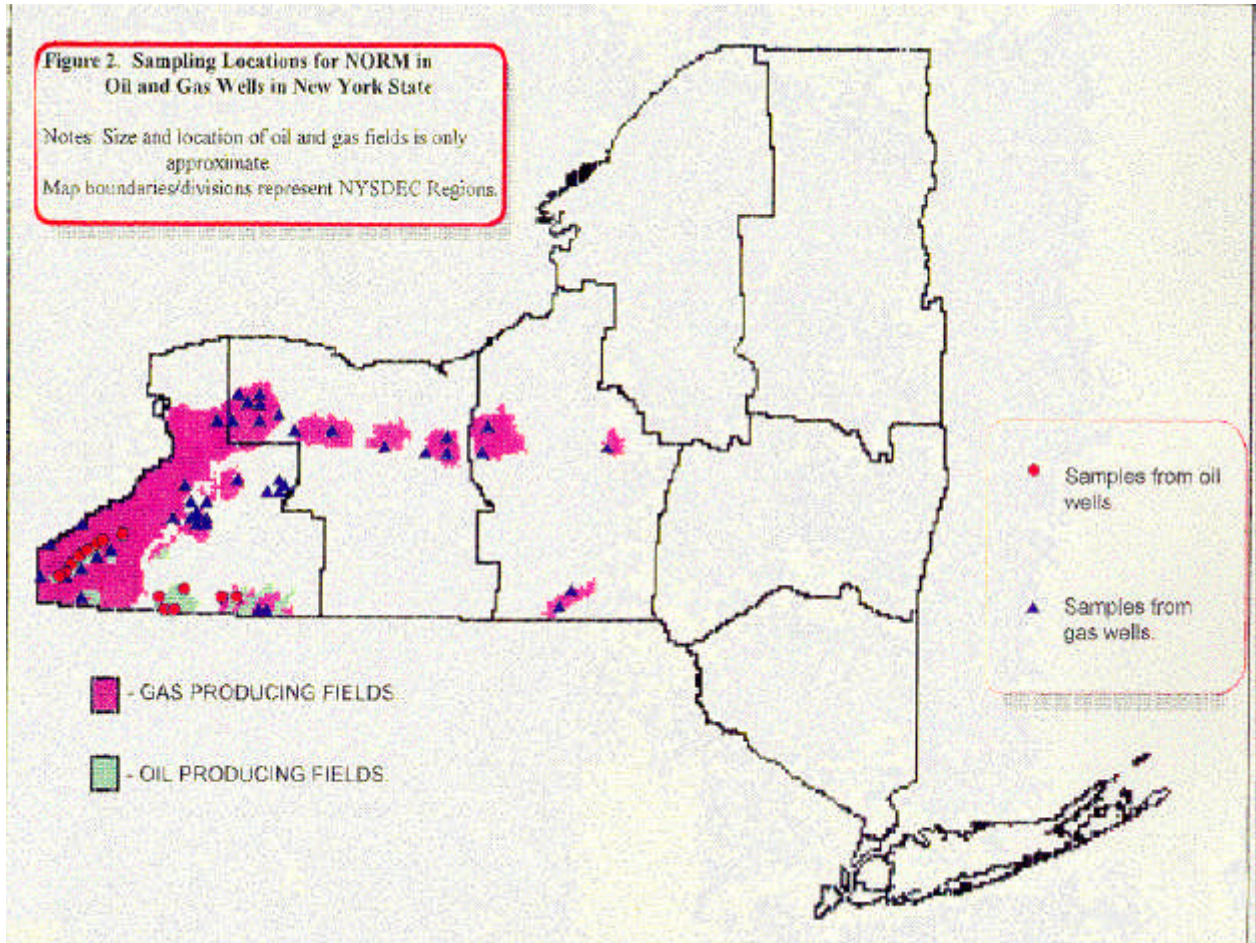 Figure 2. Sampling Locations for NORM in
Oil and Gas Wells in New York State
Notes: Size and location of oil and gas fields is only
approximate
Map boundaries/divisions represent NYSDEC Regions.
Samples from oil
wells.
Samples from
gas wells.
- GAS PRODUCING FIELDS
- OIL PRODUCING FIELDS